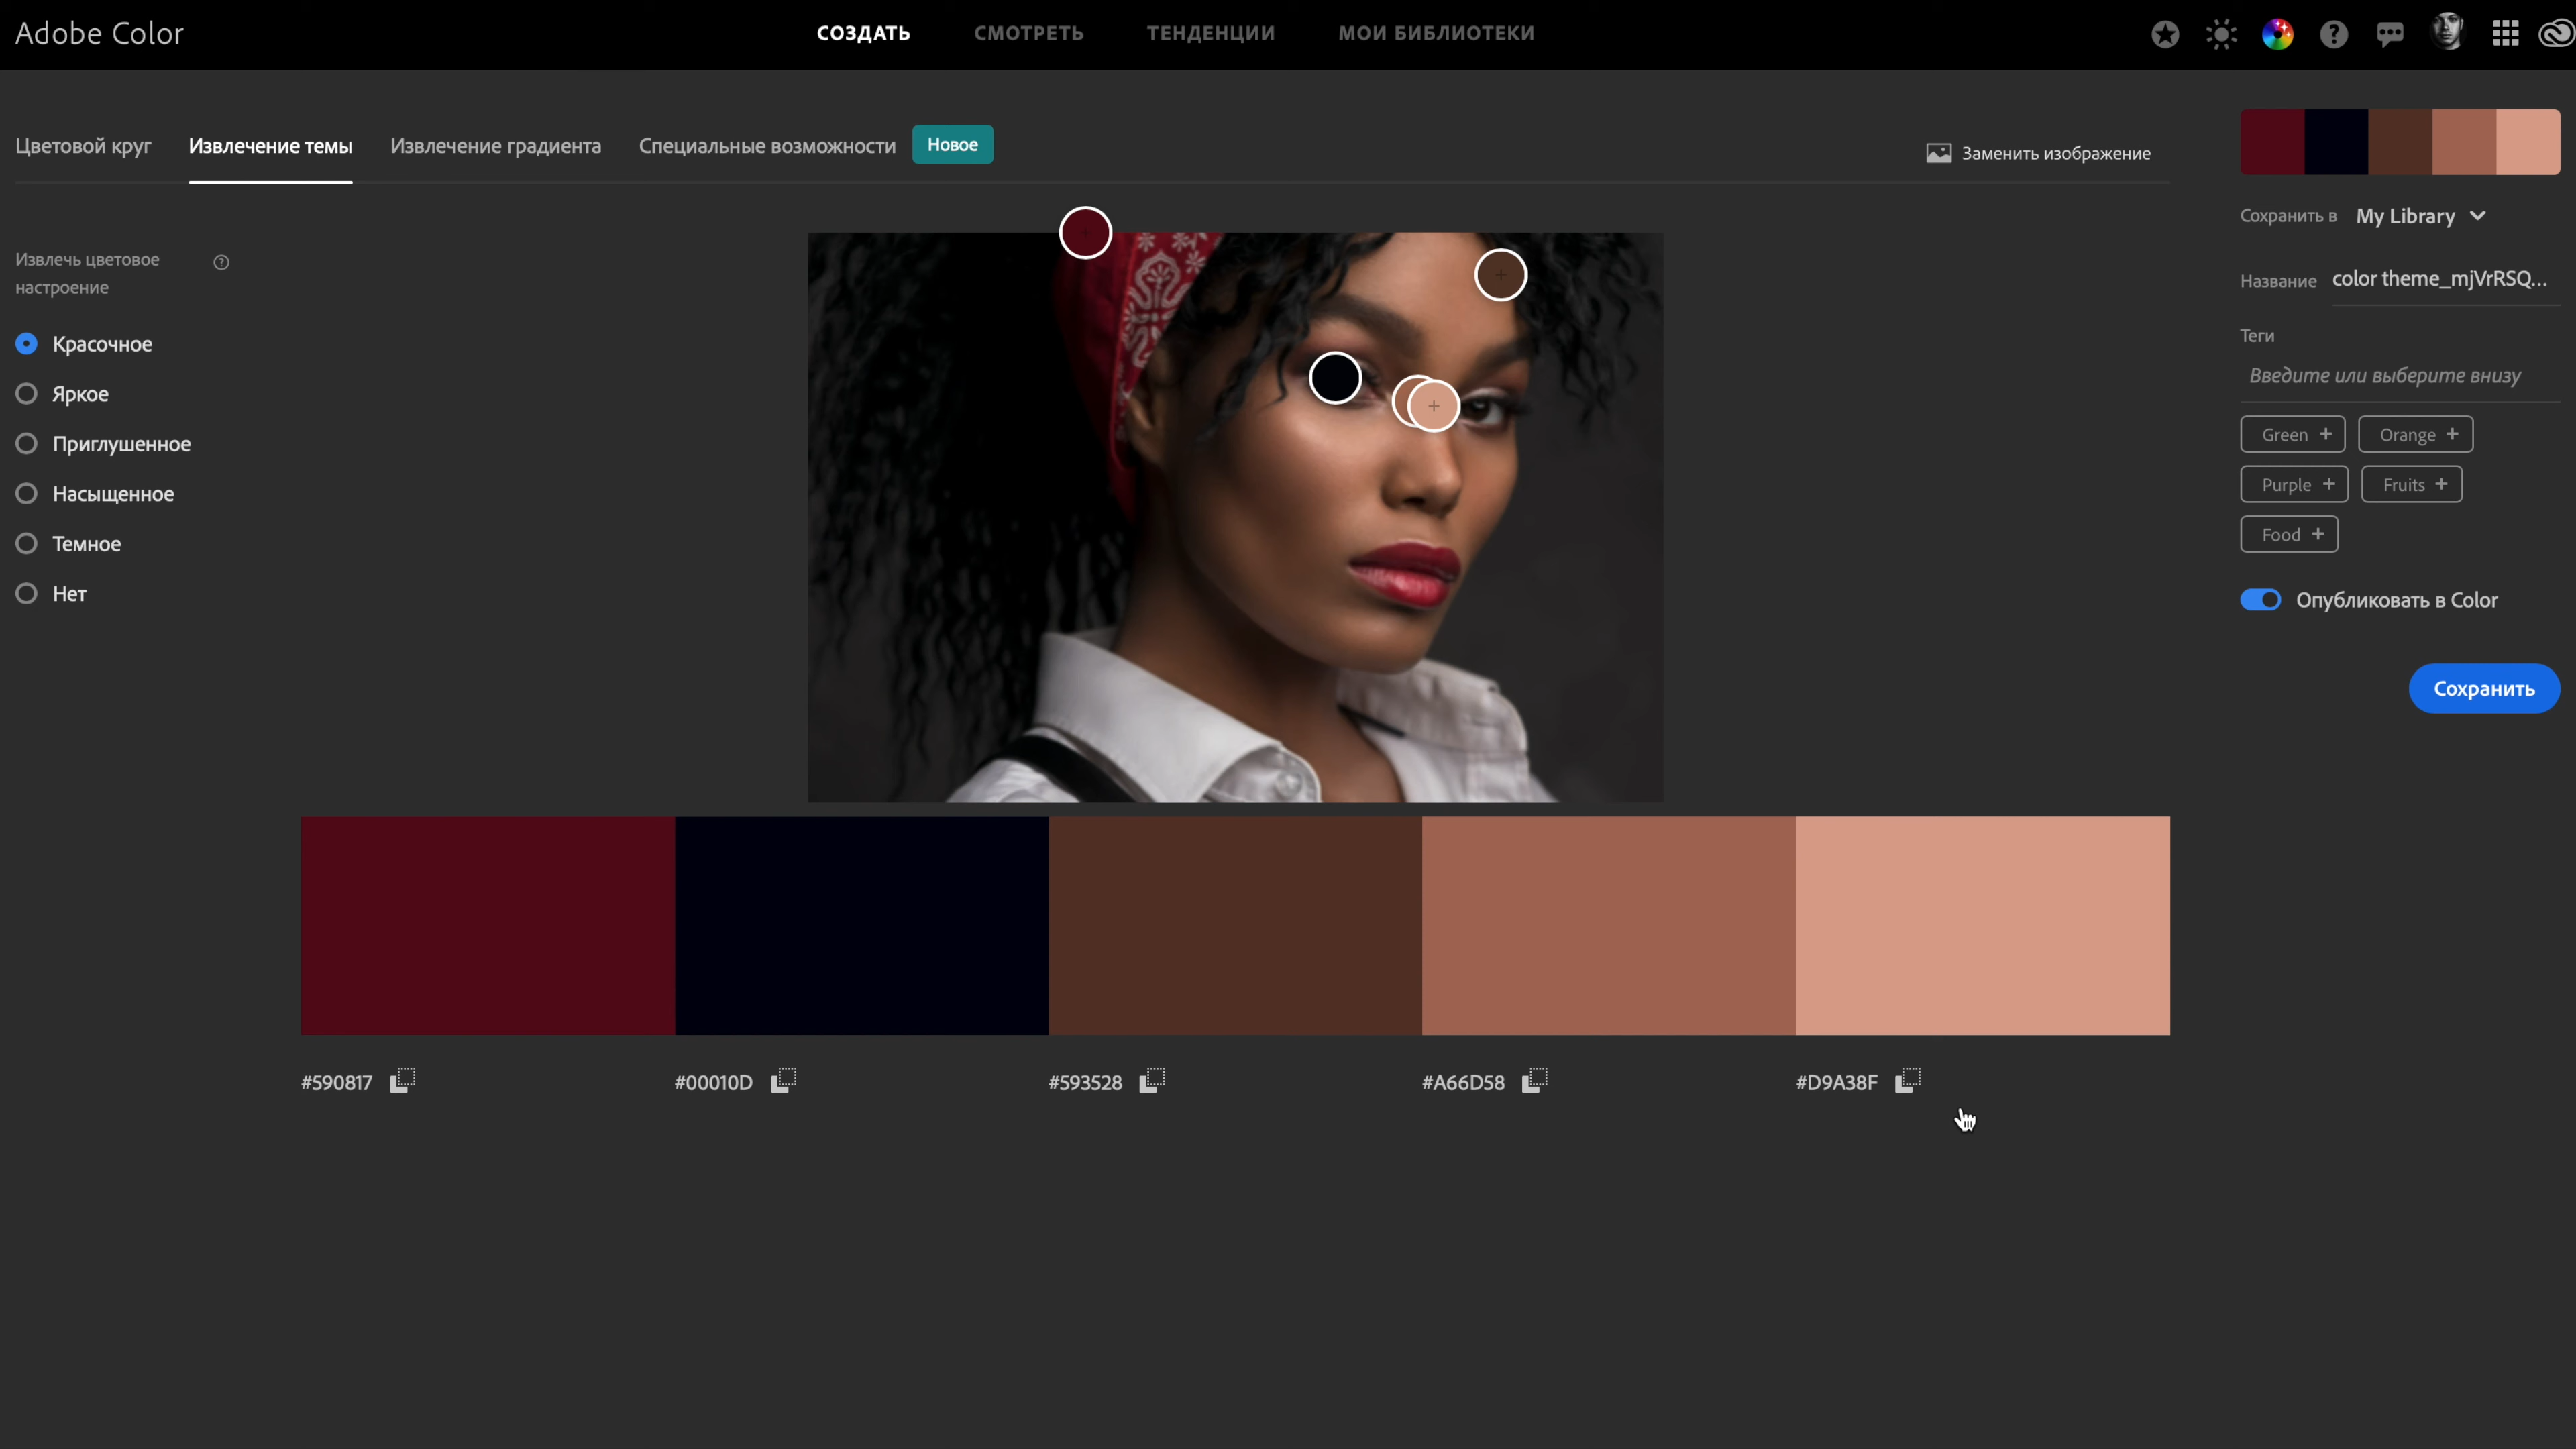 Adobe Color
СОЗДАТЬ
СМОТРЕТЬ
ТЕНДЕНЦИИ
МОИ БИБЛИОТЕКИ
Цветовой круг
Извлечение темы
Извлечение градиента
Специальные возможности
Новое
Заменить изображение
Извлечь цветовое
настроение
Красочное
Яркое
Приглушенное
Насыщенное
Темное
Нет
Сохранить в My Library
Название color theme_mjVrRSQ...
Теги
Введите или выберите внизу
Green +
Orange +
Purple +
Fruits +
Food +
Опубликовать в Color
Сохранить
#590817
#00010D
#593528
#A66D58
#D9A38F